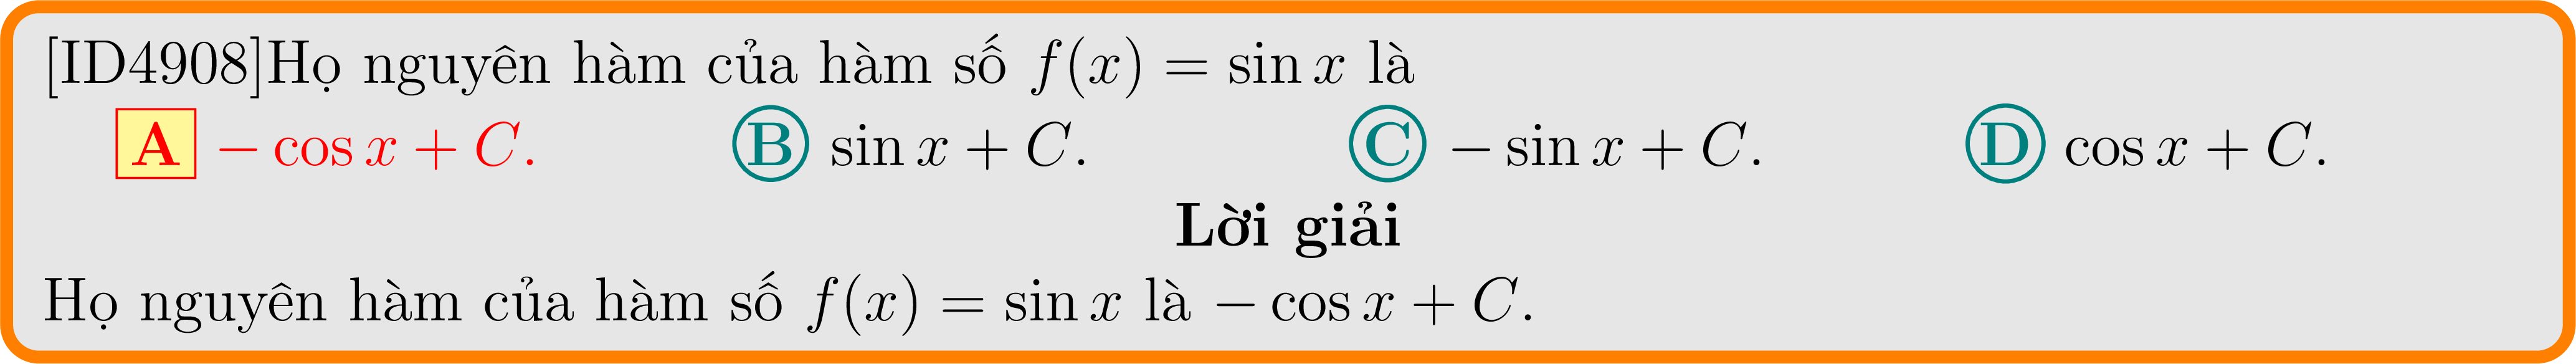 [ID4908]Họ nguyên hàm của hàm số f(x) = sin x là
A − cos x + C. B sin x + C. C − sin x + C. D cos x + C.
Lời giải
Họ nguyên hàm của hàm số f(x) = sin x là − cos x + C.